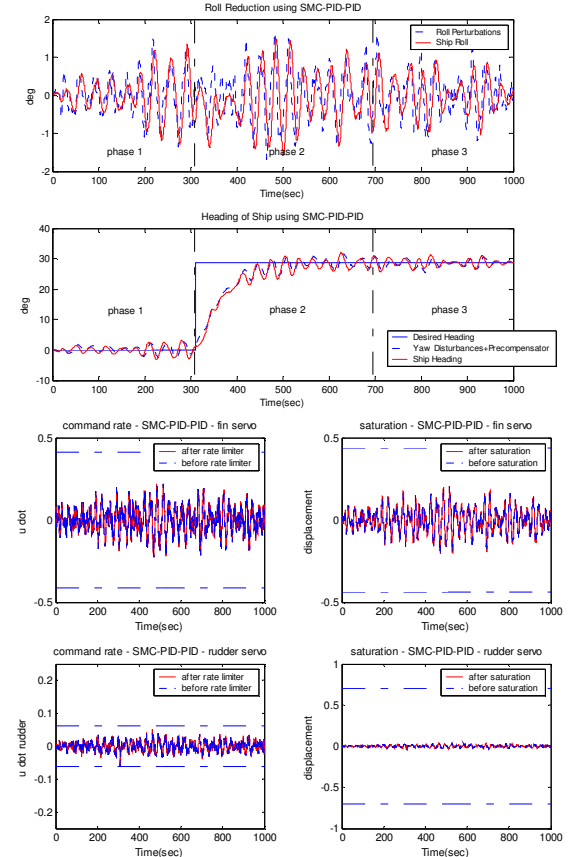 Roll Reduction using SMC-PID-PID
2
1
0
-1
-2
deg
Roll Perturbations
Ship Roll
phase 1
phase 2
phase 3
0 100 200 300 400 500 600 700 800 900 1000
Time(sec)
Heading of Ship using SMC-PID-PID
40
30
20
10
0
-10
deg
phase 1
phase 2
phase 3
Desired Heading
Yaw Disturbances+Precompensator
Ship Heading
0 100 200 300 400 500 600 700 800 900 1000
Time(sec)
command rate - SMC-PID-PID - fin servo
0.5
0
-0.5
u dot
after rate limiter
before rate limiter
0 200 400 600 800 1000
Time(sec)
saturation - SMC-PID-PID - fin servo
0.5
0
-0.5
displacement
after saturation
before saturation
0 200 400 600 800 1000
Time(sec)
command rate - SMC-PID-PID - rudder servo
0.2
0.1
0
-0.1
-0.2
u dot rudder
after rate limiter
before rate limiter
0 200 400 600 800 1000
Time(sec)
saturation - SMC-PID-PID - rudder servo
1
0.5
0
-0.5
-1
displacement
after saturation
before saturation
0 200 400 600 800 1000
Time(sec)